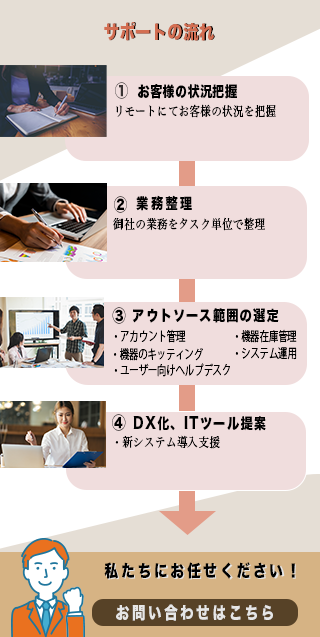 サポートの流れ
① お客様の状況把握
リモートにてお客様の状況を把握
② 業務整理
御社の業務をタスク単位で整理
③ アウトソース範囲の選定
・アカウント管理 ・機器在庫管理
・機器のキッティング ・システム運用
・ユーザー向けヘルプデスク
④ DX化、ITツール提案
・新システム導入支援
私たちにお任せください！
お問い合わせはこちら